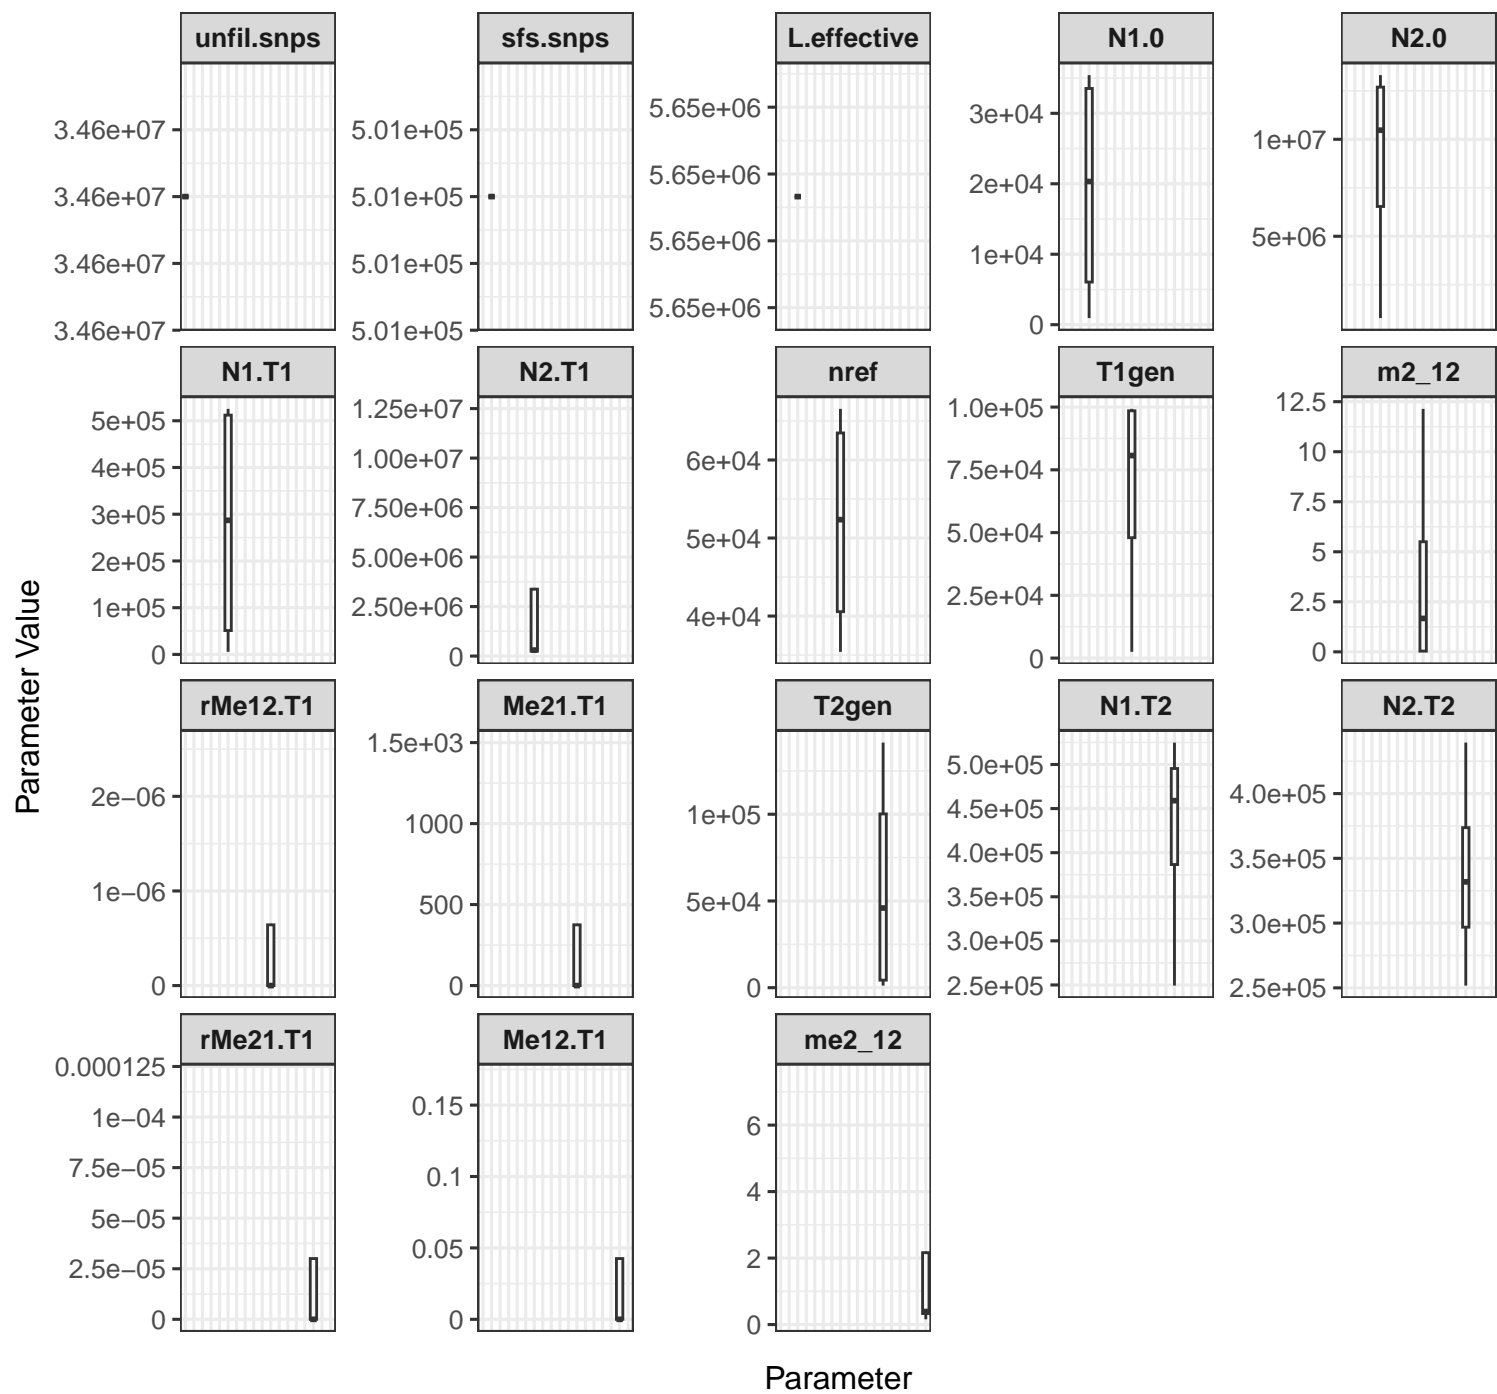 unfil.snps sfs.snps L.effective N1.0 N2.0
3.46e+07 5.01e+05 5.65e+06 3e+04 1e+07
3.46e+07 5.01e+05 5.65e+06 2e+04 5e+06
3.46e+07 5.01e+05 5.65e+06 1e+04
3.46e+07 5.01e+05 5.65e+06 0
N1.T1 N2.T1 nref T1gen m2_12
5e+05 1.25e+07 6e+04 1.0e+05 12.5
4e+05 1.00e+07 5e+04 7.5e+04 10
3e+05 7.50e+06 4e+04 5.0e+04 7.5
2e+05 5.00e+06 2.5e+04 5
1e+05 2.50e+06 0 2.5
0 0 0
rMe12.T1 Me21.T1 T2gen N1.T2 N2.T2
2e−06 1.5e+03 1e+05 5.0e+05 4.0e+05
1e−06 1000 5e+04 4.5e+05 3.5e+05
0 500 0 4.0e+05 3.0e+05
0 3.5e+05 2.5e+05
3.0e+05
2.5e+05
rMe21.T1 Me12.T1 me2_12
0.000125 0.15 6
1e−04 0.1 4
7.5e−05 0.05 2
5e−05 0 0
2.5e−05
0
Parameter Value
Parameter